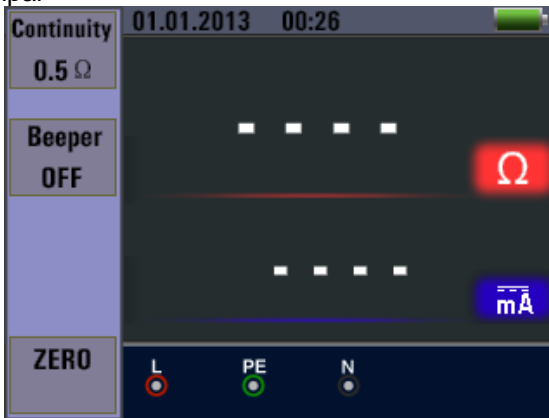 Continuity
0.5 Ω
Beeper
OFF
ZERO
01.01.2013 00:26
- - - -
Ω
- - - -
mA
L PE N